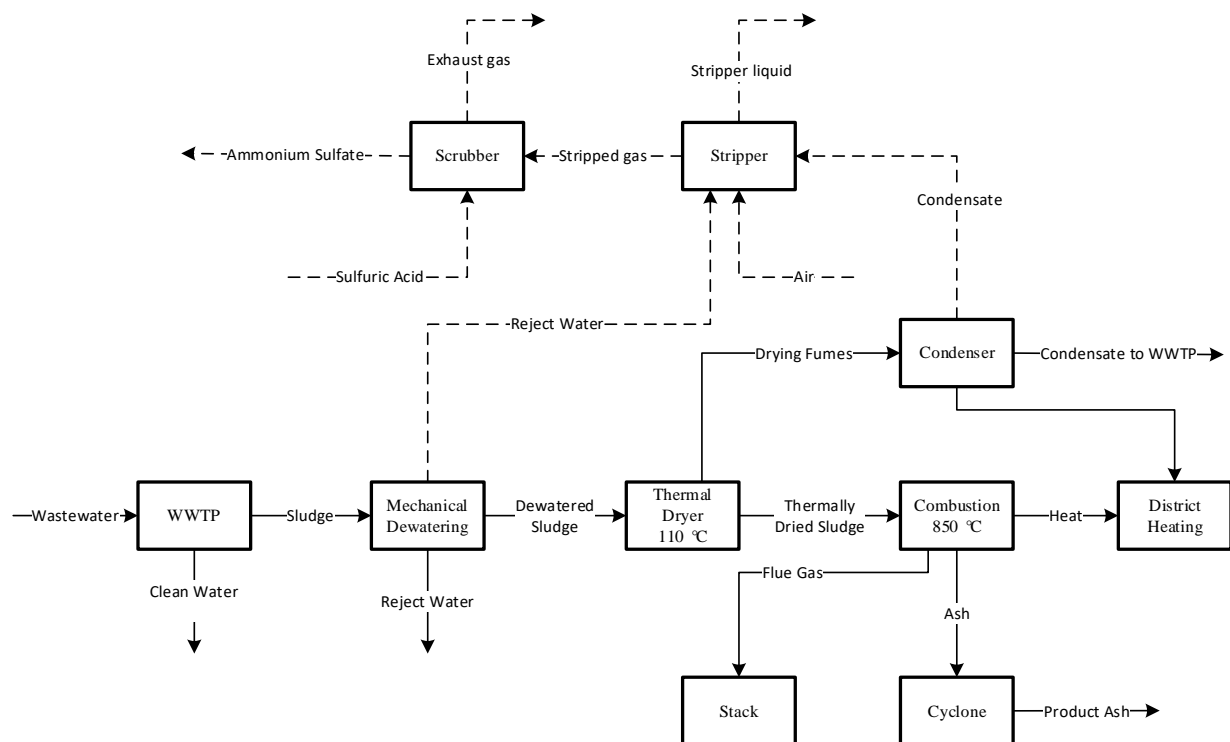 Exhaust gas
Stripper liquid
Ammonium Sulfate
Scrubber
Stripped gas
Stripper
Condensate
Sulfuric Acid
Air
Reject Water
Drying Fumes
Condenser
Condensate to WWTP
Wastewater
WWTP
Sludge
Mechanical
Dewatering
Dewatered
Sludge
Thermal
Dryer
110 °C
Thermally
Dried Sludge
Combustion
850 °C
Heat
District
Heating
Clean Water
Reject Water
Flue Gas
Ash
Stack
Cyclone
Product Ash